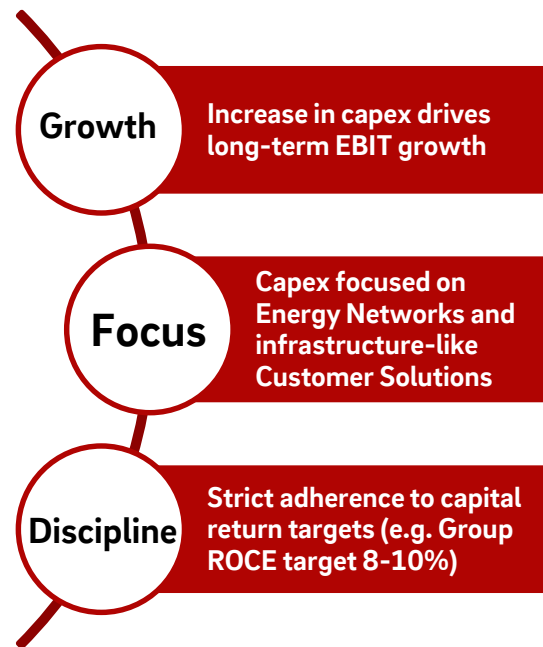 Growth
Increase in capex drives
long-term EBIT growth
Focus
Capex focused on
Energy Networks and
infrastructure-like
Customer Solutions
Discipline
Strict adherence to capital
return targets (e.g. Group
ROCE target 8-10%)